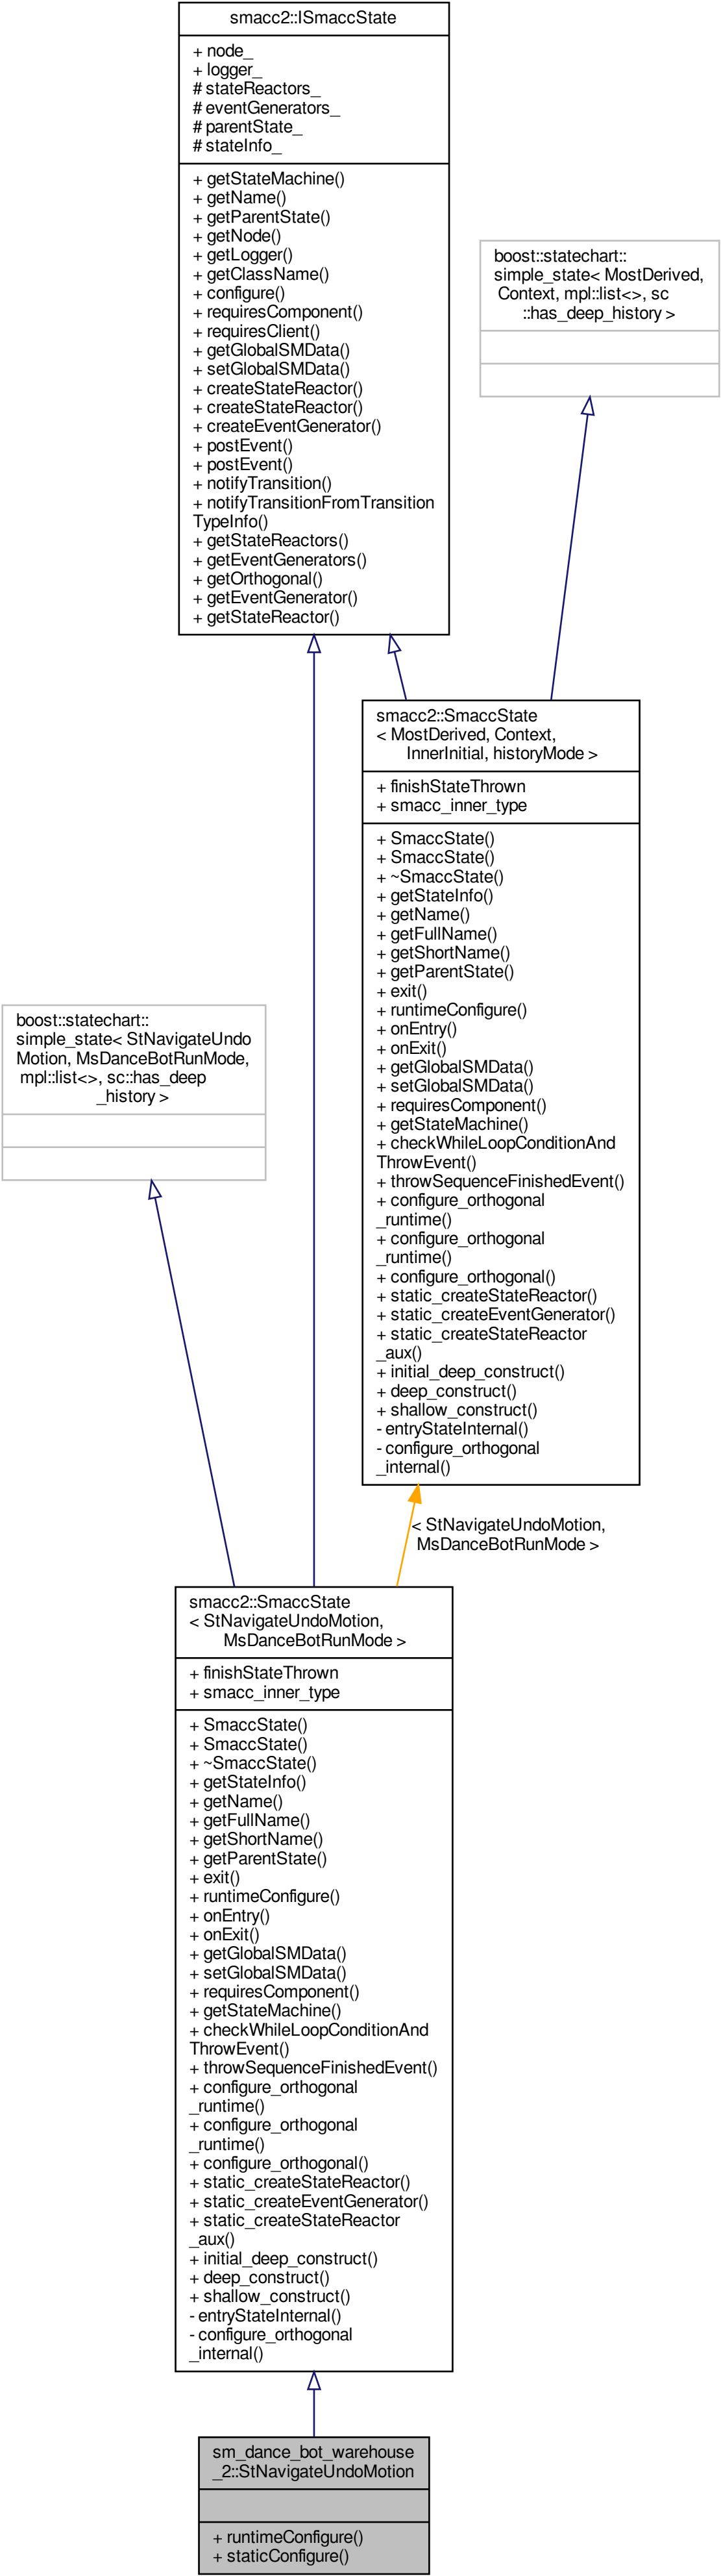 smacc2::ISmaccState
+ node_
+ logger_
# stateReactors_
# eventGenerators_
# parentState_
# stateInfo_
+ getStateMachine()
+ getName()
+ getParentState()
+ getNode()
+ getLogger()
+ getClassName()
+ configure()
+ requiresComponent()
+ requiresClient()
+ getGlobalSMData()
+ setGlobalSMData()
+ createStateReactor()
+ createStateReactor()
+ createEventGenerator()
+ postEvent()
+ postEvent()
+ notifyTransition()
+ notifyTransitionFromTransition
TypeInfo()
+ getStateReactors()
+ getEventGenerators()
+ getOrthogonal()
+ getEventGenerator()
+ getStateReactor()
boost::statechart::
simple_state< MostDerived,
Context, mpl::list<>, sc
::has_deep_history >
smacc2::SmaccState
< MostDerived, Context,
InnerInitial, historyMode >
+ finishStateThrown
+ smacc_inner_type
+ SmaccState()
+ SmaccState()
+ ~SmaccState()
+ getStateInfo()
+ getName()
+ getFullName()
+ getShortName()
+ getParentState()
+ exit()
+ runtimeConfigure()
+ onEntry()
+ onExit()
+ getGlobalSMData()
+ setGlobalSMData()
+ requiresComponent()
+ getStateMachine()
+ checkWhileLoopConditionAnd
ThrowEvent()
+ throwSequenceFinishedEvent()
+ configure_orthogonal
_runtime()
+ configure_orthogonal
_runtime()
+ configure_orthogonal()
+ static_createStateReactor()
+ static_createEventGenerator()
+ static_createStateReactor
_aux()
+ initial_deep_construct()
+ deep_construct()
+ shallow_construct()
- entryStateInternal()
- configure_orthogonal
_internal()
boost::statechart::
simple_state< StNavigateUndo
Motion, MsDanceBotRunMode,
mpl::list<>, sc::has_deep
_history >
< StNavigateUndoMotion,
MsDanceBotRunMode >
smacc2::SmaccState
< StNavigateUndoMotion,
MsDanceBotRunMode >
+ finishStateThrown
+ smacc_inner_type
+ SmaccState()
+ SmaccState()
+ ~SmaccState()
+ getStateInfo()
+ getName()
+ getFullName()
+ getShortName()
+ getParentState()
+ exit()
+ runtimeConfigure()
+ onEntry()
+ onExit()
+ getGlobalSMData()
+ setGlobalSMData()
+ requiresComponent()
+ getStateMachine()
+ checkWhileLoopConditionAnd
ThrowEvent()
+ throwSequenceFinishedEvent()
+ configure_orthogonal
_runtime()
+ configure_orthogonal
_runtime()
+ configure_orthogonal()
+ static_createStateReactor()
+ static_createEventGenerator()
+ static_createStateReactor
_aux()
+ initial_deep_construct()
+ deep_construct()
+ shallow_construct()
- entryStateInternal()
- configure_orthogonal
_internal()
sm_dance_bot_warehouse
_2::StNavigateUndoMotion
+ runtimeConfigure()
+ staticConfigure()